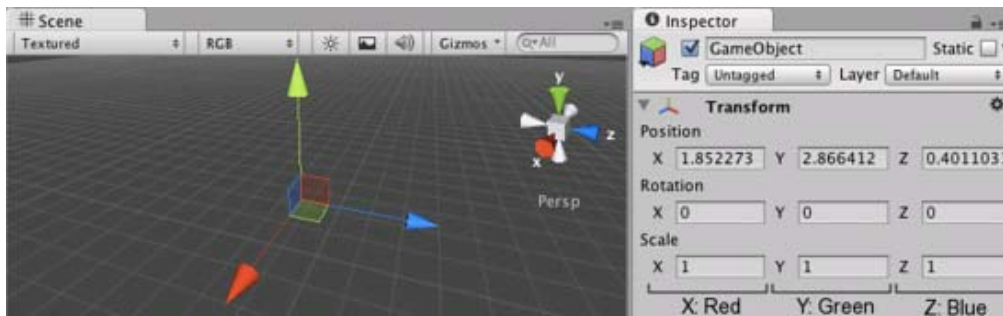 Scene
Textured RGB Gizmos All
y
z
x
Persp
Inspector
GameObject Static
Tag Untagged Layer Default
Transform
Position
X 1.852273 Y 2.866412 Z 0.401103
Rotation
X 0 Y 0 Z 0
Scale
X 1 Y 1 Z 1
X: Red Y: Green Z: Blue